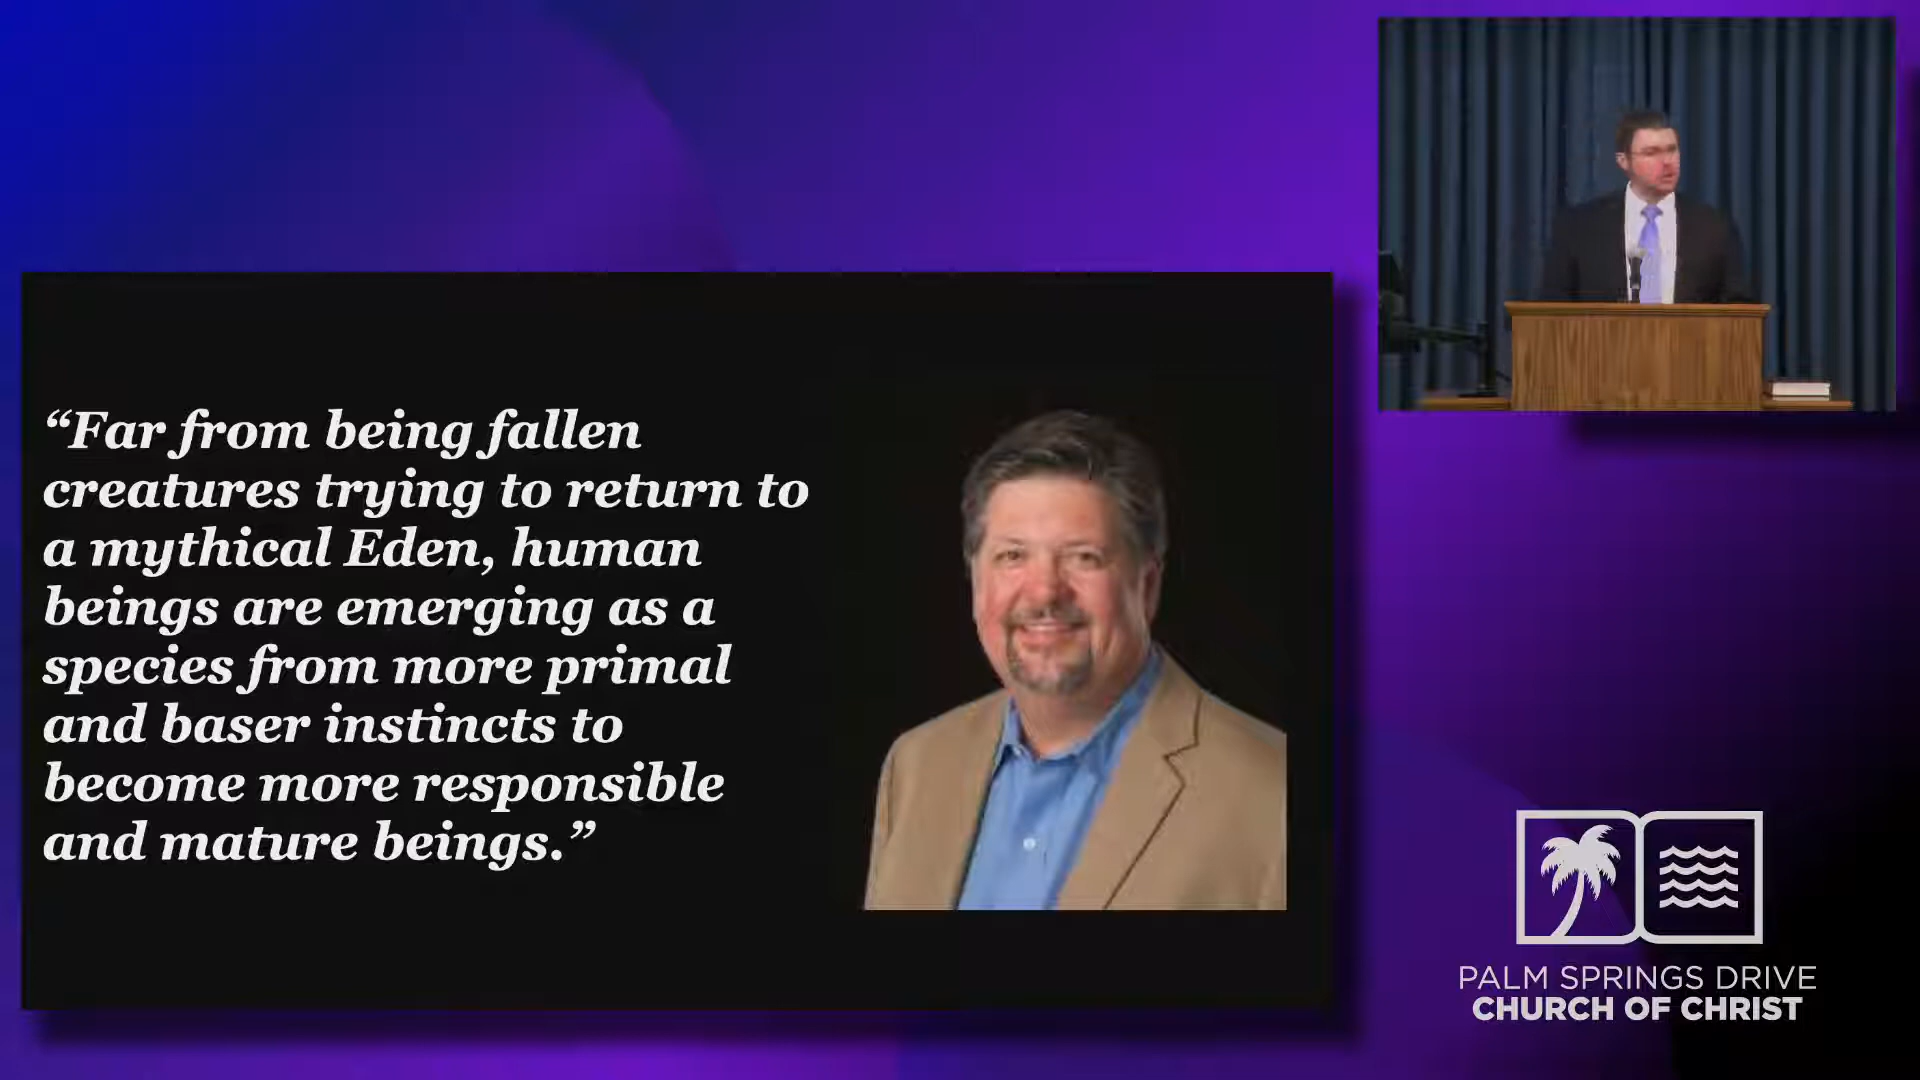 “Far from being fallen
creatures trying to return to
a mythical Eden, human
beings are emerging as a
species from more primal
and baser instincts to
become more responsible
and mature beings.”
PALM SPRINGS DRIVE
CHURCH OF CHRIST